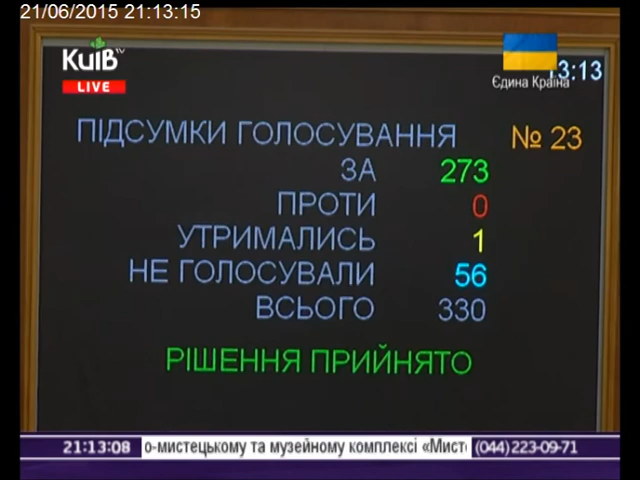 21/06/2015 21:13:15
КиїВ TV
LIVE
3:13
Єдина Країна
ПІДСУМКИ ГОЛОСУВАННЯ № 23
ЗА 273
ПРОТИ 0
УТРИМАЛИСЬ 1
НЕ ГОЛОСУВАЛИ 56
ВСЬОГО 330
РІШЕННЯ ПРИЙНЯТО
21:13:08 о-мистецькому та музейному комплексі «Мист (044) 223-09-71